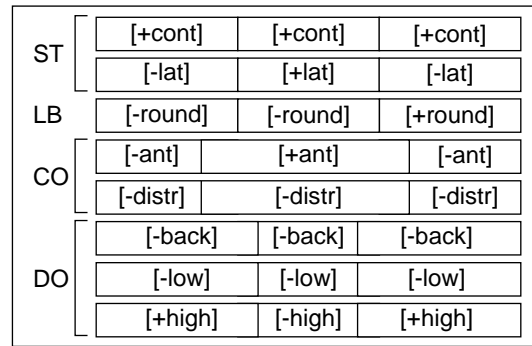 ST [+cont] [+cont] [+cont]
[-lat] [+lat] [-lat]
LB [-round] [-round] [+round]
CO [-ant] [+ant] [-ant]
[-distr] [-distr] [-distr]
DO [-back] [-back] [-back]
[-low] [-low] [-low]
[+high] [-high] [+high]